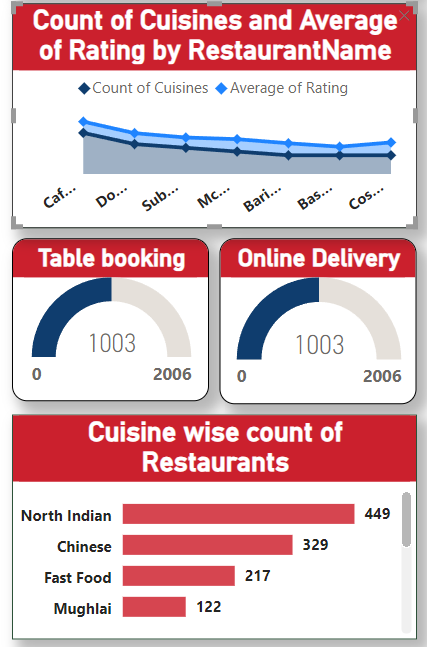 Count of Cuisines and Average
of Rating by RestaurantName
Count of Cuisines Average of Rating
Caf... Do... Sub... Mc... Bari... Bas... Cos...
Table booking
1003
0 2006
Online Delivery
1003
0 2006
Cuisine wise count of
Restaurants
North Indian 449
Chinese 329
Fast Food 217
Mughlai 122